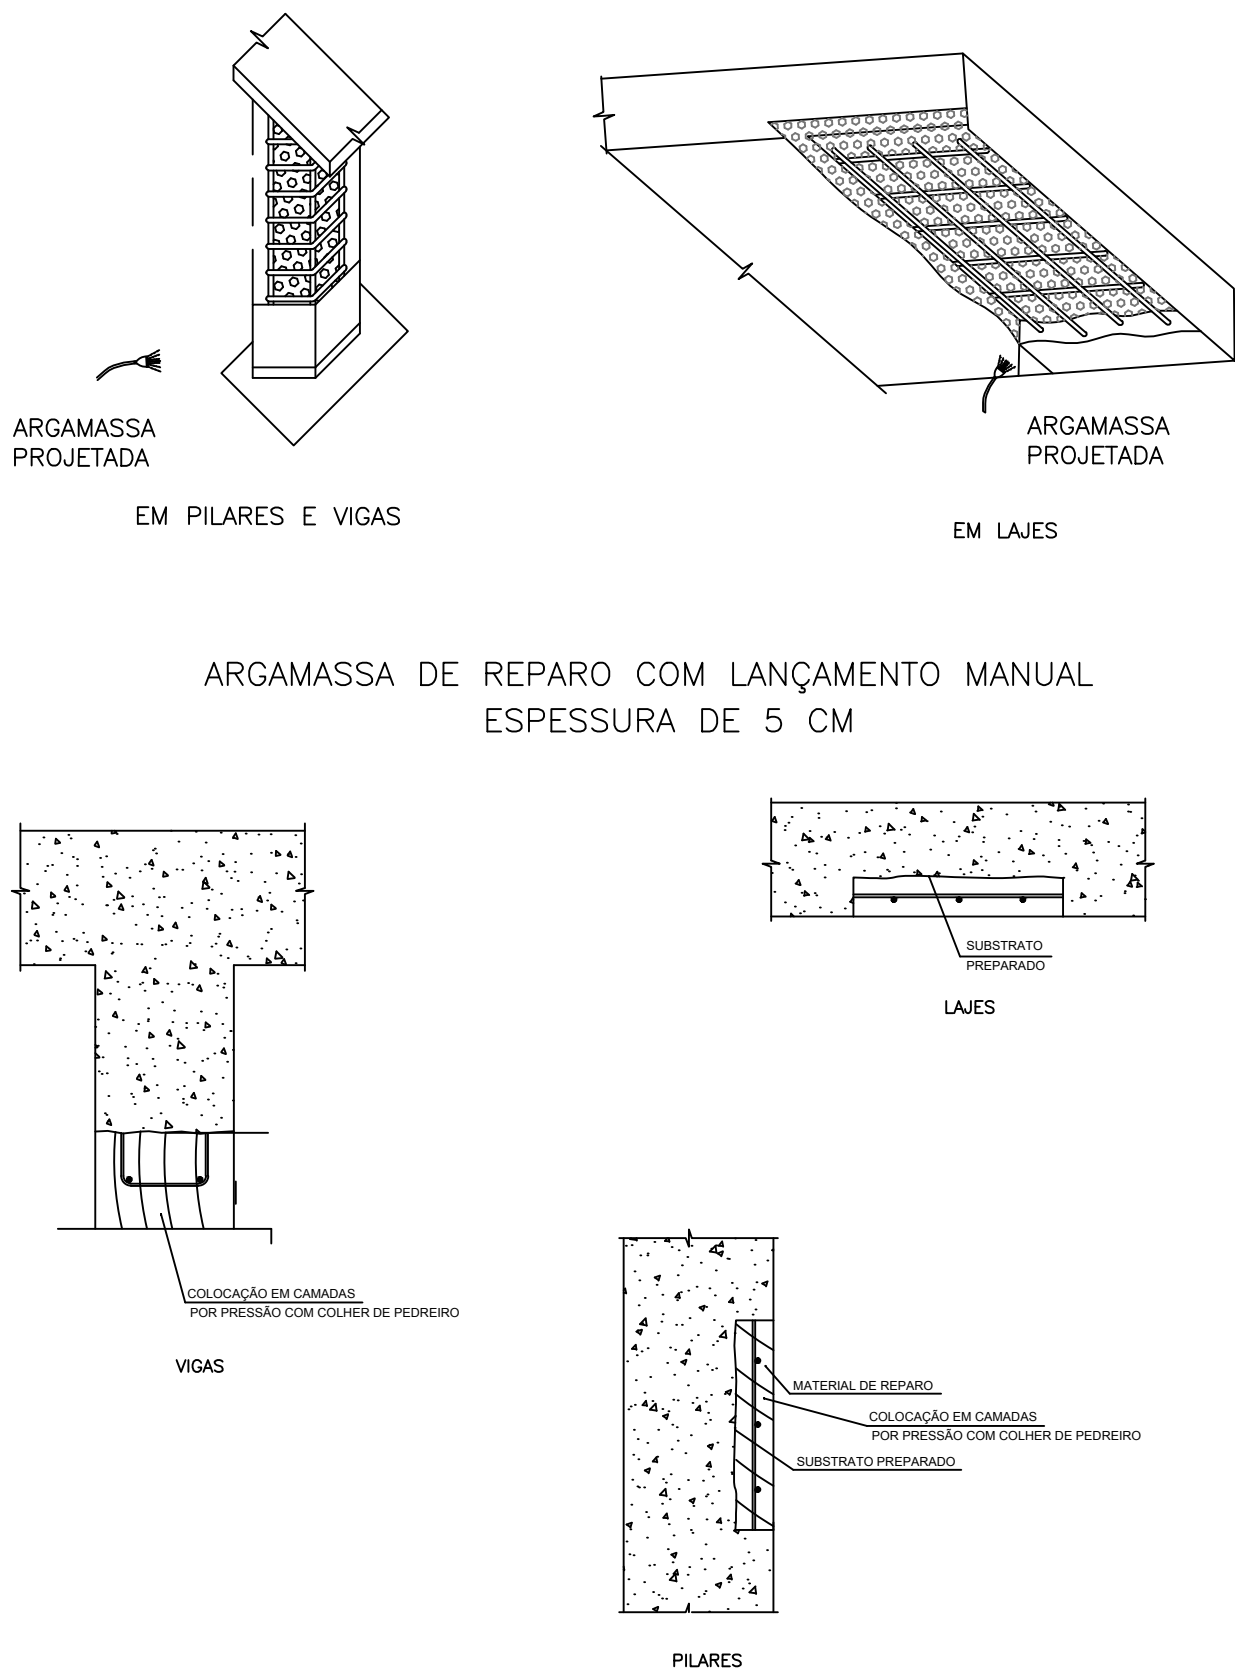 ARGAMASSA
PROJETADA
EM PILARES E VIGAS
ARGAMASSA
PROJETADA
EM LAJES
ARGAMASSA DE REPARO COM LANÇAMENTO MANUAL
ESPESSURA DE 5 CM
COLOCAÇÃO EM CAMADAS
POR PRESSÃO COM COLHER DE PEDREIRO
VIGAS
SUBSTRATO
PREPARADO
LAJES
MATERIAL DE REPARO
COLOCAÇÃO EM CAMADAS
POR PRESSÃO COM COLHER DE PEDREIRO
SUBSTRATO PREPARADO
PILARES